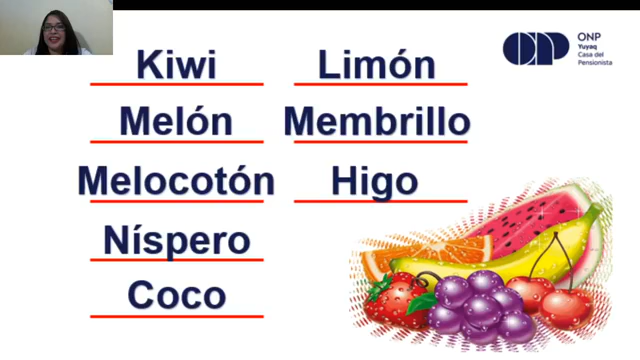 Kiwi
Melón
Melocotón
Níspero
Coco
Limón
Membrillo
Higo
ONP
Yuyaq
Casa del
Pensionista